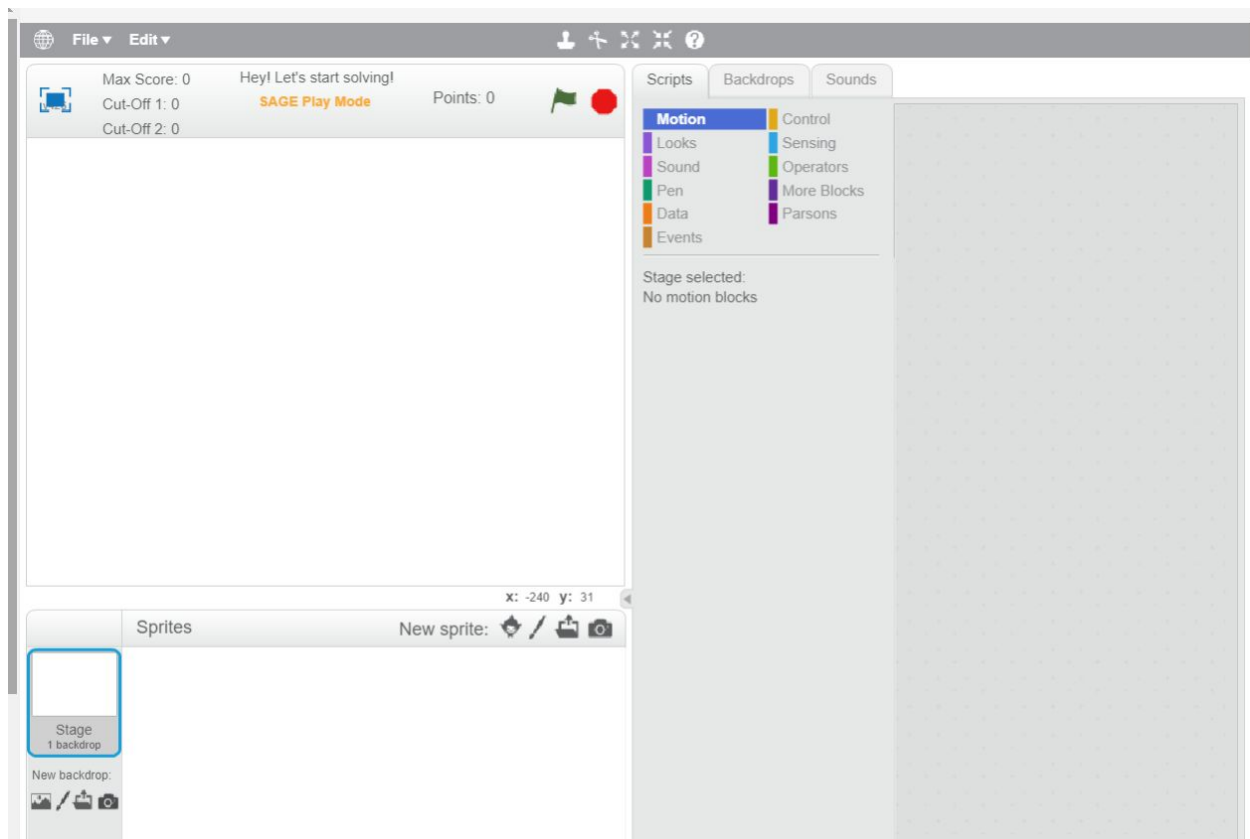 File ▾ Edit ▾
Max Score: 0
Cut-Off 1: 0
Cut-Off 2: 0
Hey! Let's start solving!
SAGE Play Mode
Points: 0
x: -240 y: 31
Sprites
New sprite:
Stage
1 backdrop
New backdrop:
Scripts Backdrops Sounds
Motion
Looks
Sound
Pen
Data
Events
Control
Sensing
Operators
More Blocks
Parsons
Stage selected:
No motion blocks